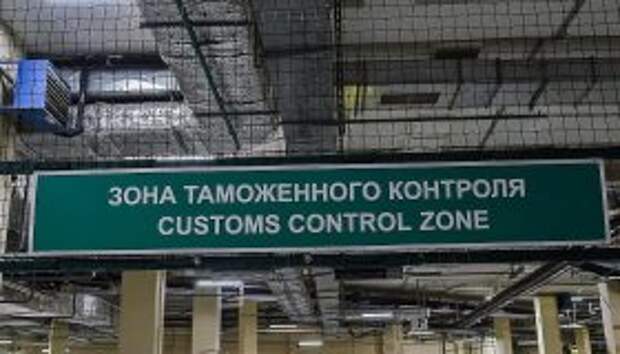 ЗОНА ТАМОЖЕННОГО КОНТРОЛЯ
CUSTOMS CONTROL ZONE